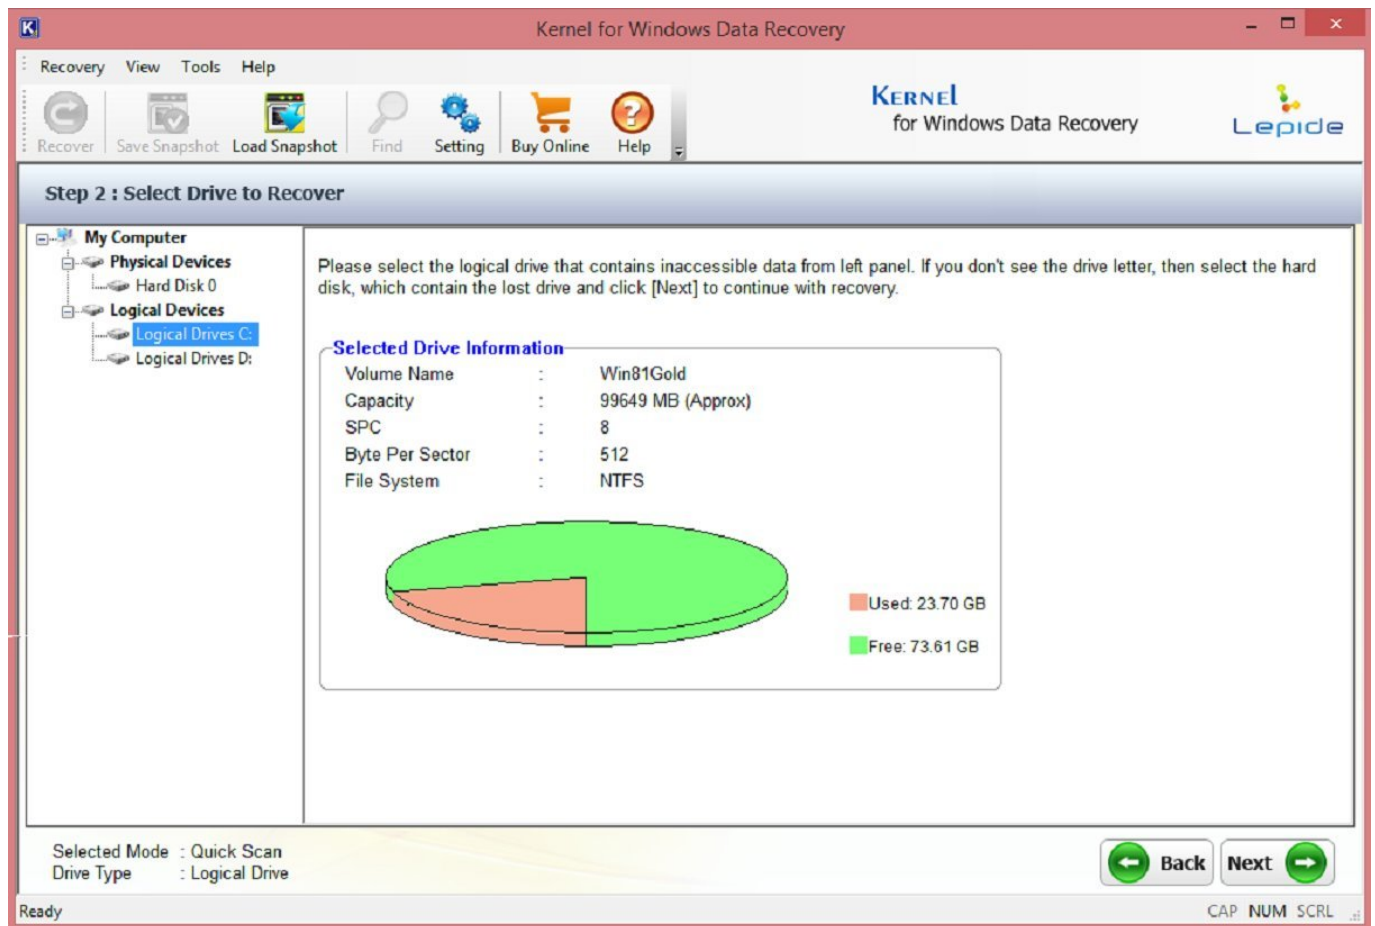 K
Kernel for Windows Data Recovery
Recovery View Tools Help
Recover Save Snapshot Load Snapshot Find Setting Buy Online Help
KERNEL
for Windows Data Recovery
Lepide
Step 2 : Select Drive to Recover
My Computer
Physical Devices
Hard Disk 0
Logical Devices
Logical Drives C:
Logical Drives D:
Please select the logical drive that contains inaccessible data from left panel. If you don't see the drive letter, then select the hard
disk, which contain the lost drive and click [Next] to continue with recovery.
Selected Drive Information
Volume Name : Win81Gold
Capacity : 99649 MB (Approx)
SPC : 8
Byte Per Sector : 512
File System : NTFS
Used: 23.70 GB
Free: 73.61 GB
Selected Mode : Quick Scan
Drive Type : Logical Drive
Back Next
Ready
CAP NUM SCRL